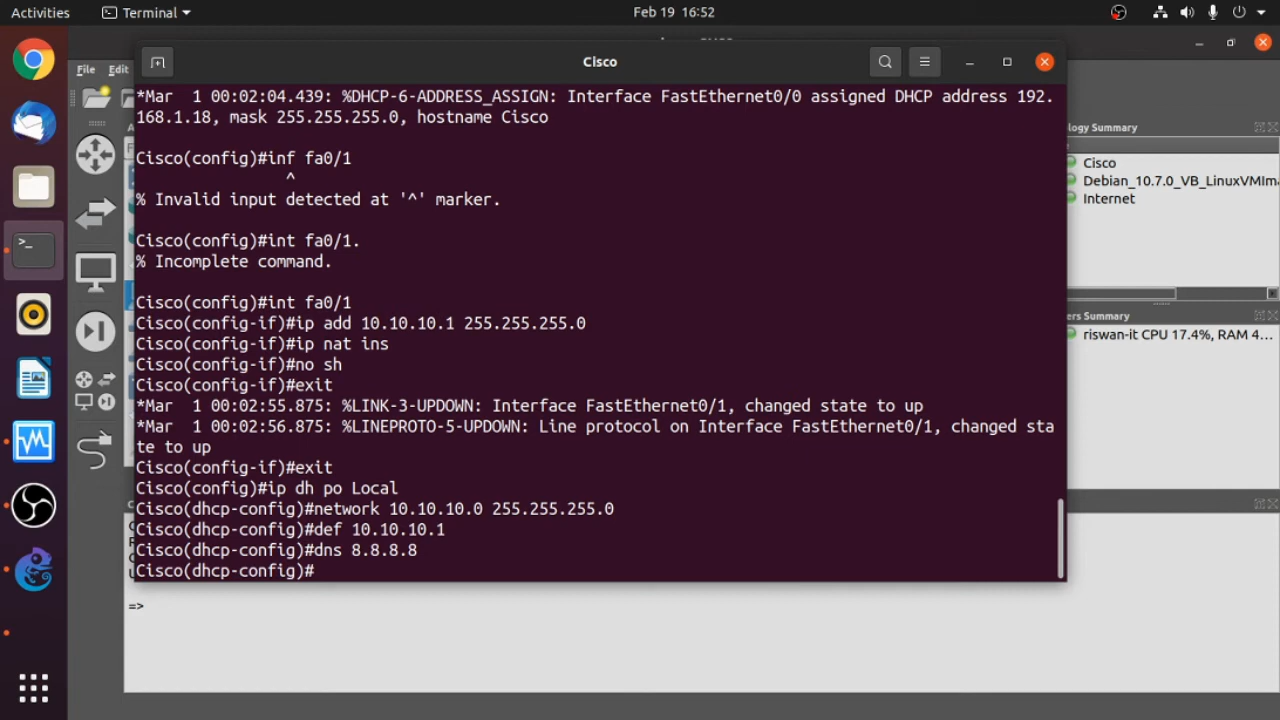 Activities
Terminal
Feb 19 16:52
File Edit
Cisco
*Mar  1 00:02:04.439: %DHCP-6-ADDRESS_ASSIGN: Interface FastEthernet0/0 assigned DHCP address 192.
168.1.18, mask 255.255.255.0, hostname Cisco
Cisco(config)#inf fa0/1
^
% Invalid input detected at '^' marker.
Cisco(config)#int fa0/1.
% Incomplete command.
Cisco(config)#int fa0/1
Cisco(config-if)#ip add 10.10.10.1 255.255.255.0
Cisco(config-if)#ip nat ins
Cisco(config-if)#no sh
Cisco(config-if)#exit
*Mar  1 00:02:55.875: %LINK-3-UPDOWN: Interface FastEthernet0/1, changed state to up
*Mar  1 00:02:56.875: %LINEPROTO-5-UPDOWN: Line protocol on Interface FastEthernet0/1, changed sta
te to up
Cisco(config-if)#exit
Cisco(config)#ip dh po Local
Cisco(dhcp-config)#network 10.10.10.0 255.255.255.0
Cisco(dhcp-config)#def 10.10.10.1
Cisco(dhcp-config)#dns 8.8.8.8
Cisco(dhcp-config)#
=>
logy Summary
Cisco
Debian_10.7.0_VB_LinuxVMIma
Internet
ers Summary
riswan-it CPU 17.4%, RAM 4...